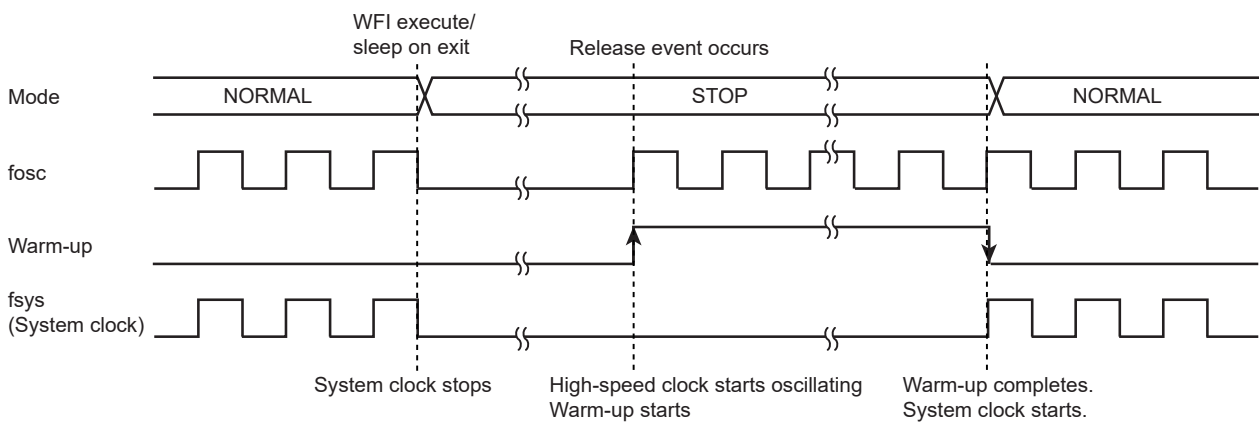 WFI execute/
sleep on exit
Release event occurs
Mode
NORMAL
STOP
NORMAL
fosc
Warm-up
fsys
(System clock)
System clock stops
High-speed clock starts oscillating
Warm-up starts
Warm-up completes.
System clock starts.